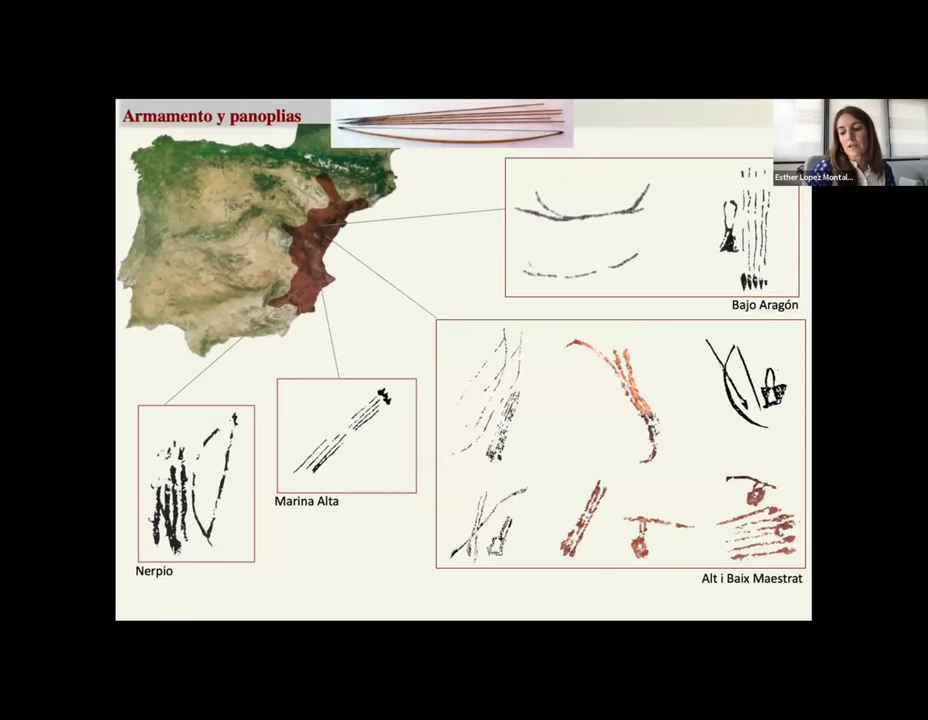 Armamento y panoplias
Esther Lopez Montal...
Bajo Aragón
Marina Alta
Nerpio
Alt i Baix Maestrat